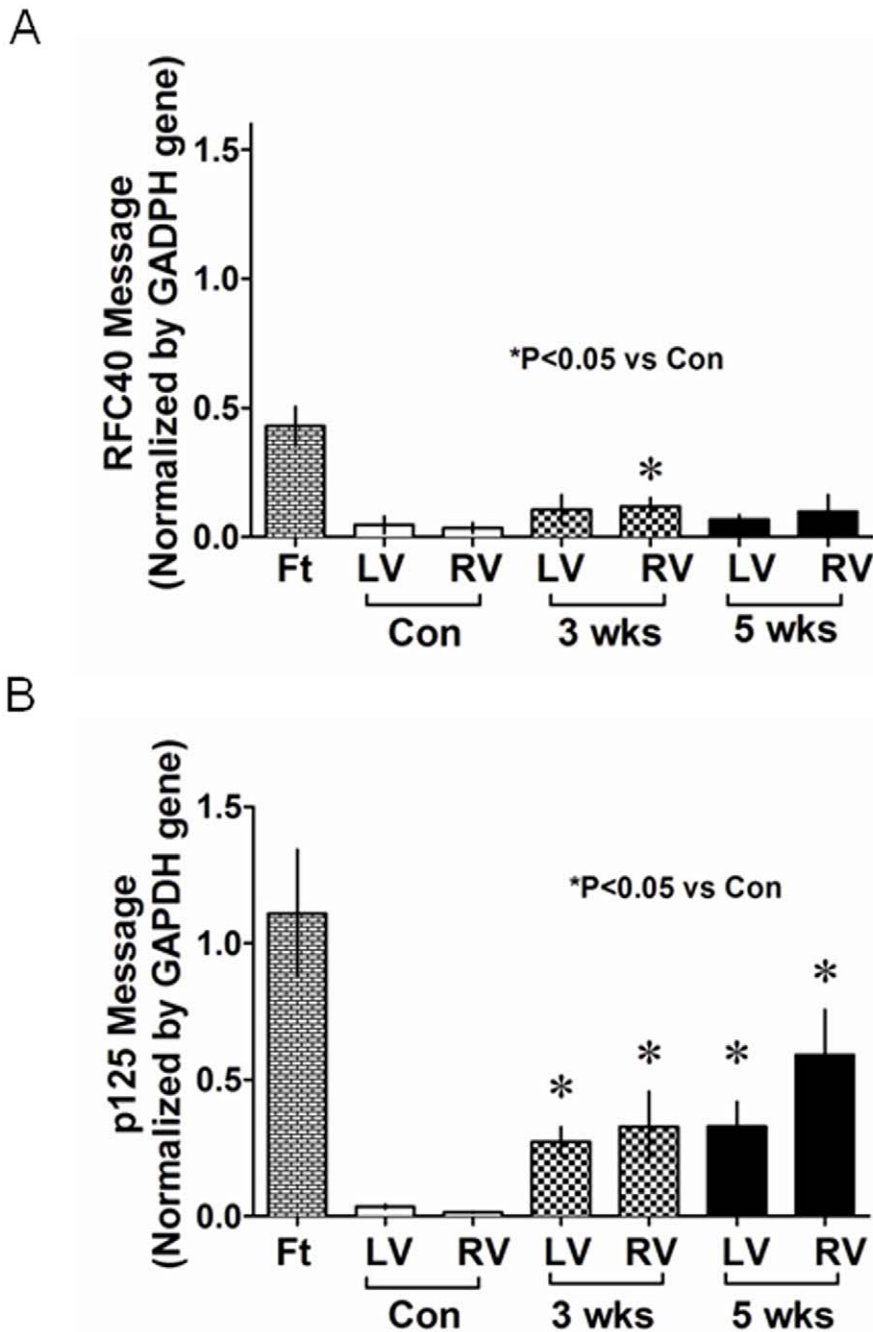 A
RFC40 Message
(Normalized by GADPH gene)
1.5
1.0
0.5
0.0
*P<0.05 vs Con
*
Ft LV RV LV RV LV RV
Con 3 wks 5 wks
B
p125 Message
(Normalized by GAPDH gene)
1.5
1.0
0.5
0.0
*P<0.05 vs Con
* * * *
Ft LV RV LV RV LV RV
Con 3 wks 5 wks